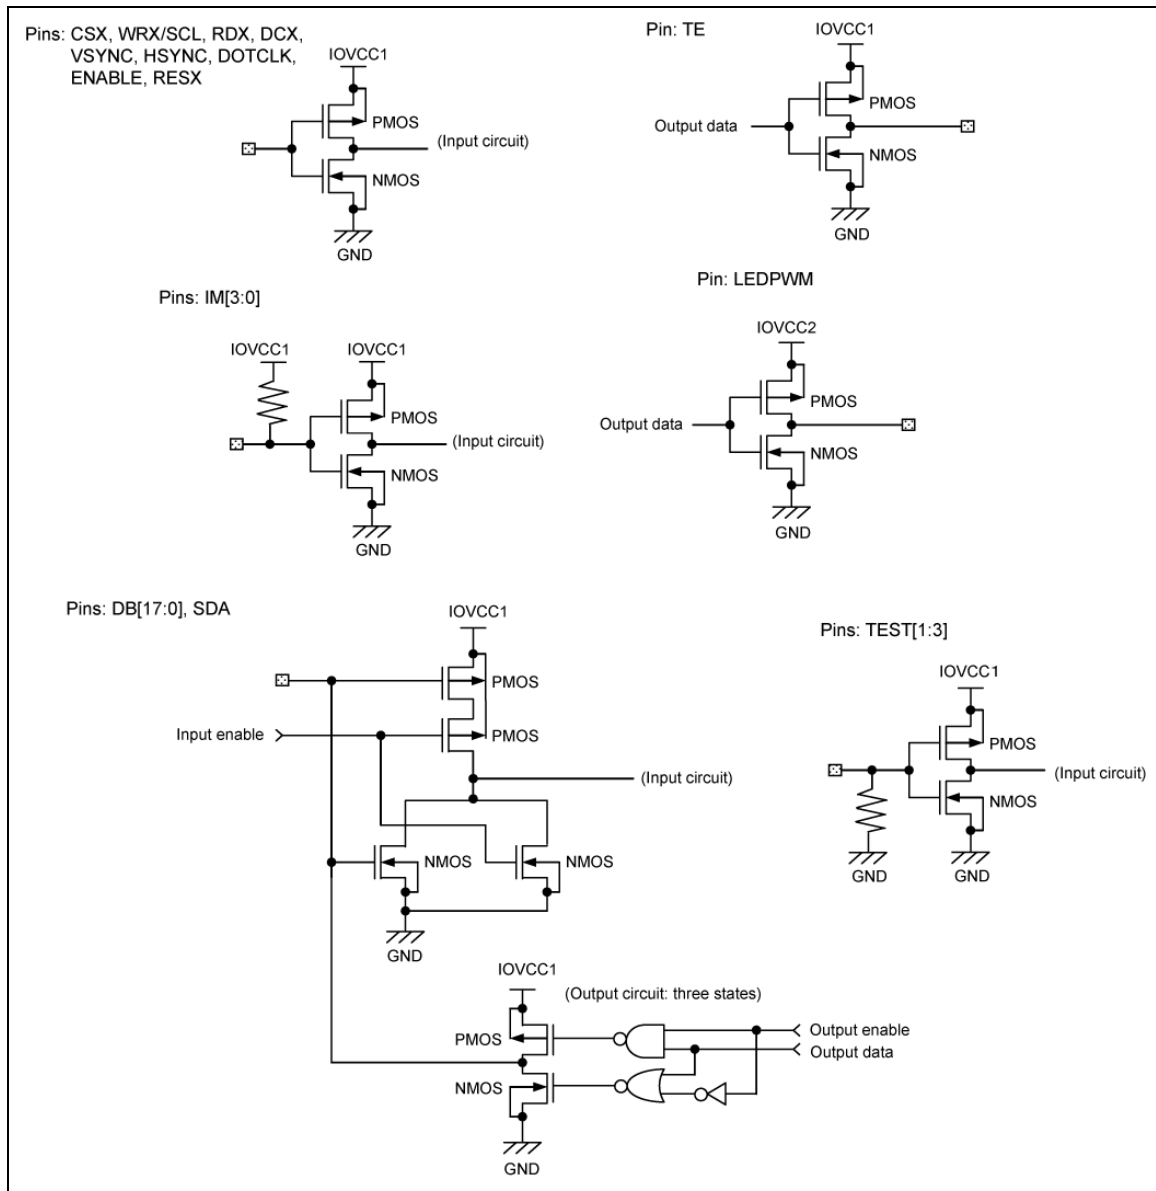 Pins: CSX, WRX/SCL, RDX, DCX,
VSYNC, HSYNC, DOTCLK,
ENABLE, RESX
IOVCC1
PMOS
(Input circuit)
NMOS
GND
Pin: TE
IOVCC1
PMOS
Output data
NMOS
GND
Pins: IM[3:0]
IOVCC1 IOVCC1
PMOS
(Input circuit)
NMOS
GND
Pin: LEDPWM
IOVCC2
PMOS
Output data
NMOS
GND
Pins: DB[17:0], SDA
IOVCC1
PMOS
Input enable
PMOS
(Input circuit)
NMOS NMOS
GND
IOVCC1
(Output circuit: three states)
PMOS
Output enable
Output data
NMOS
GND
Pins: TEST[1:3]
IOVCC1
PMOS
(Input circuit)
NMOS
GND GND